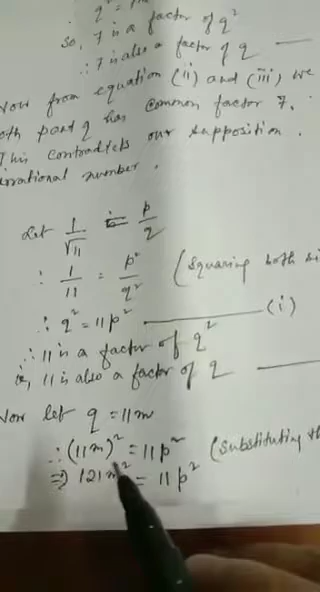 q² =
So, 7 is a factor of q²
∴ 7 is also a factor of q —
Now from equation (ii) and (iii) we
both p and q has common factor 7.
This contradicts our supposition.
irrational number.
Let 1/√11 = p/q
∴ 1/11 = p²/q² (Squaring both si
∴ q² = 11p² — (i)
∴ 11 is a factor of q²
ie, 11 is also a factor of q —
Now let q = 11m
∴ (11m)² = 11p² (Substituting th
⇒ 121m² = 11p²